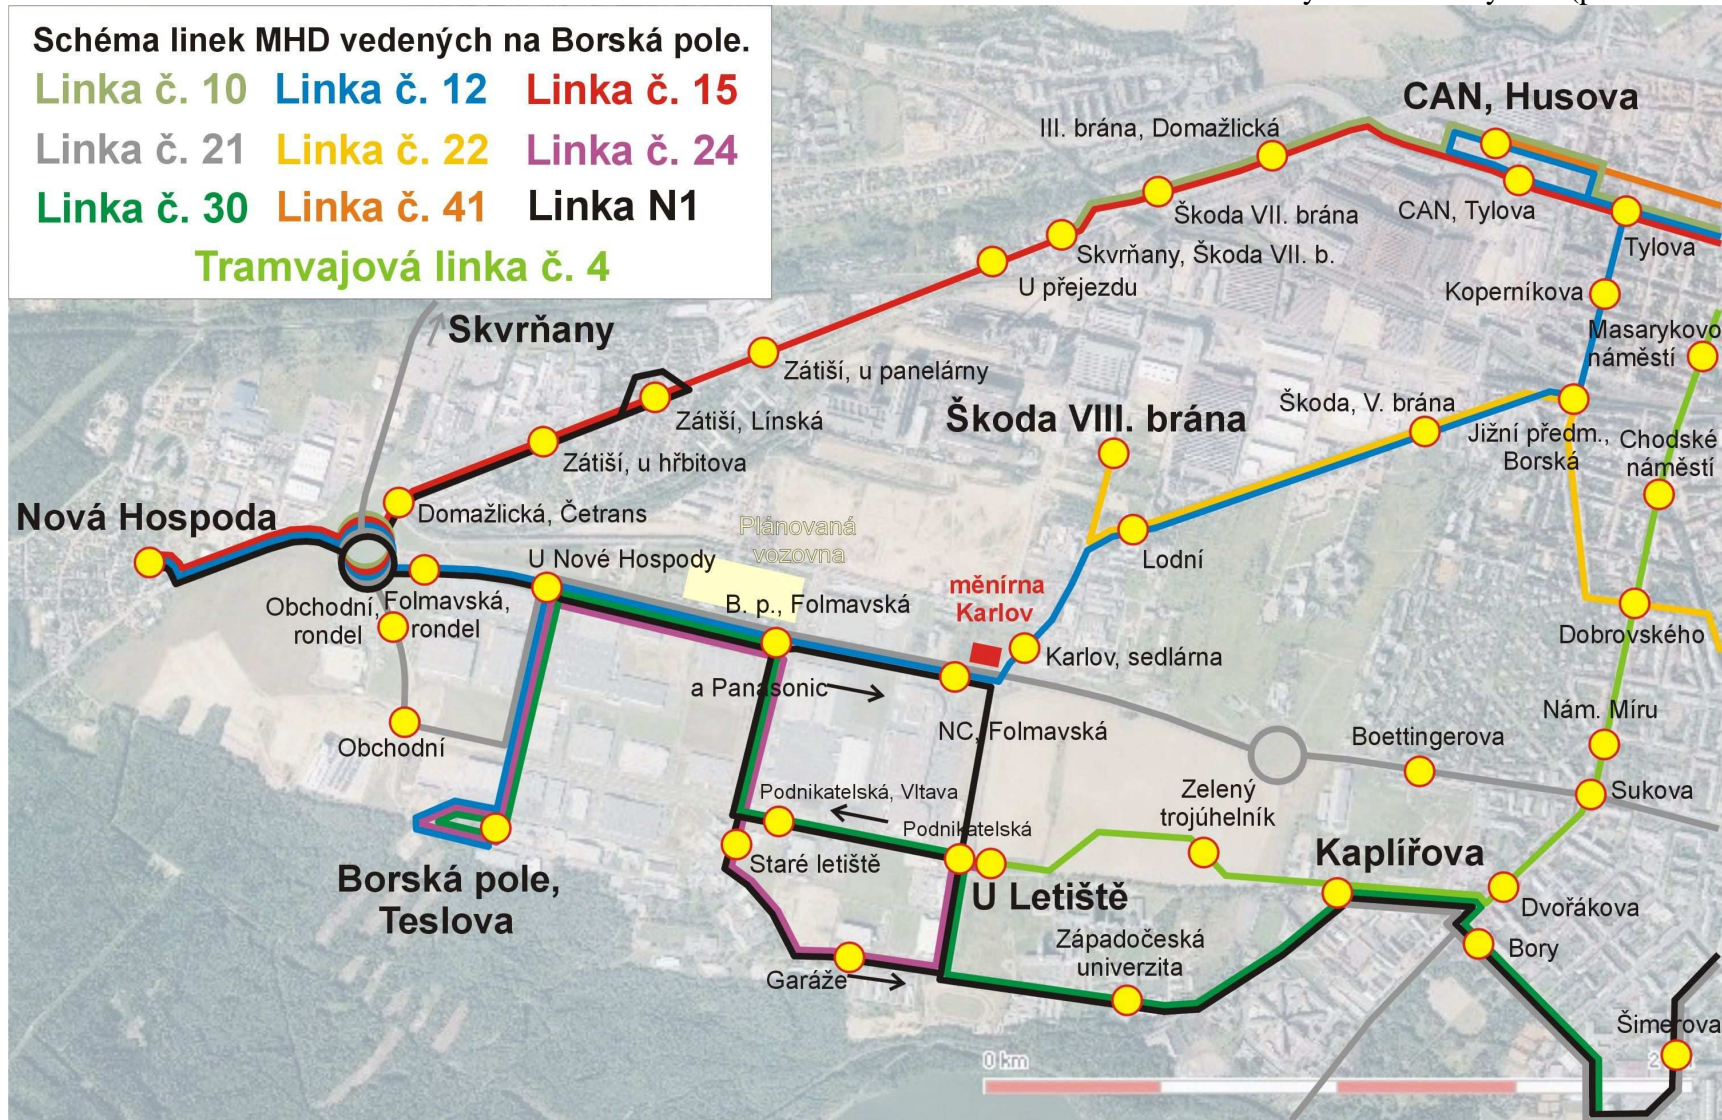 Schéma linek MHD vedených na Borská pole.
Linka č. 10 Linka č. 12 Linka č. 15
Linka č. 21 Linka č. 22 Linka č. 24
Linka č. 30 Linka č. 41 Linka N1
Tramvajová linka č. 4
CAN, Husova
III. brána, Domažlická
CAN, Tylova
Škoda VII. brána
Tylova
Skvrňany, Škoda VII. b.
U přejezdu
Koperníkova
Masarykovo
náměstí
Skvrňany
Zátiší, u panelárny
Zátiší, Línská
Zátiší, u hřbitova
Škoda VIII. brána
Škoda, V. brána
Jižní předm.,
Borská
Chodské
náměstí
Nová Hospoda
Domažlická, Četrans
Plánovaná
vozovna
U Nové Hospody
Lodní
Obchodní,
rondel
Folmavská,
rondel
B. p., Folmavská
měnírna
Karlov
Karlov, sedlárna
Dobrovského
a Panasonic
NC, Folmavská
Nám. Míru
Obchodní
Boettingerova
Podnikatelská, Vltava
Zelený
trojúhelník
Sukova
Podnikatelská
Staré letiště
Kaplířova
Borská pole,
Teslova
U Letiště
Dvořákova
Západočeská
univerzita
Bory
Garáže
Šimerova
0 km